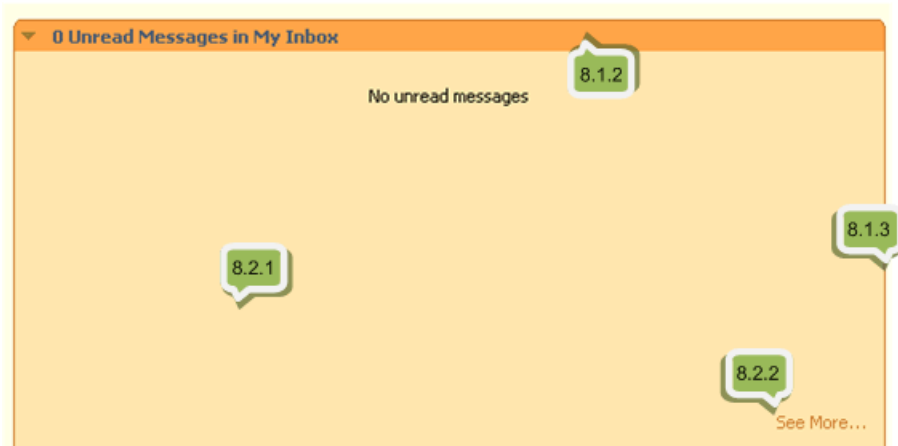 0 Unread Messages in My Inbox
8.1.2
No unread messages
8.1.3
8.2.1
8.2.2
See More...